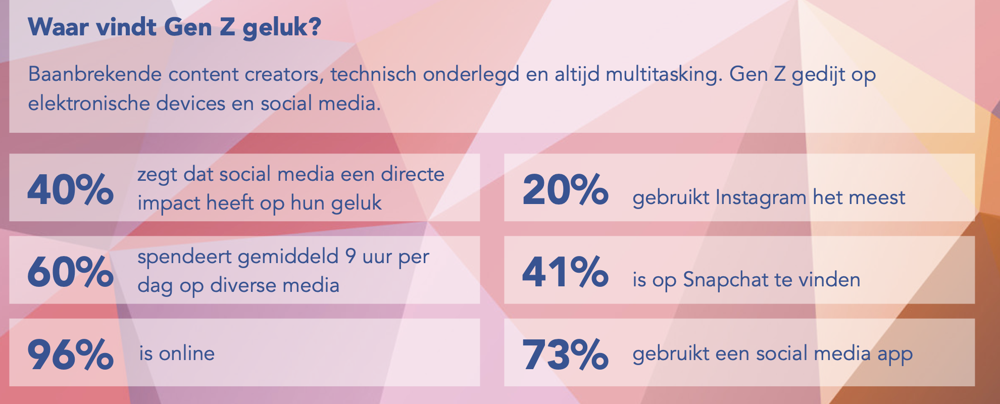 Waar vindt Gen Z geluk?
Baanbrekende content creators, technisch onderlegd en altijd multitasking. Gen Z gedijt op
elektronische devices en social media.
40% zegt dat social media een directe
impact heeft op hun geluk
20% gebruikt Instagram het meest
60% spendeert gemiddeld 9 uur per
dag op diverse media
41% is op Snapchat te vinden
96% is online
73% gebruikt een social media app